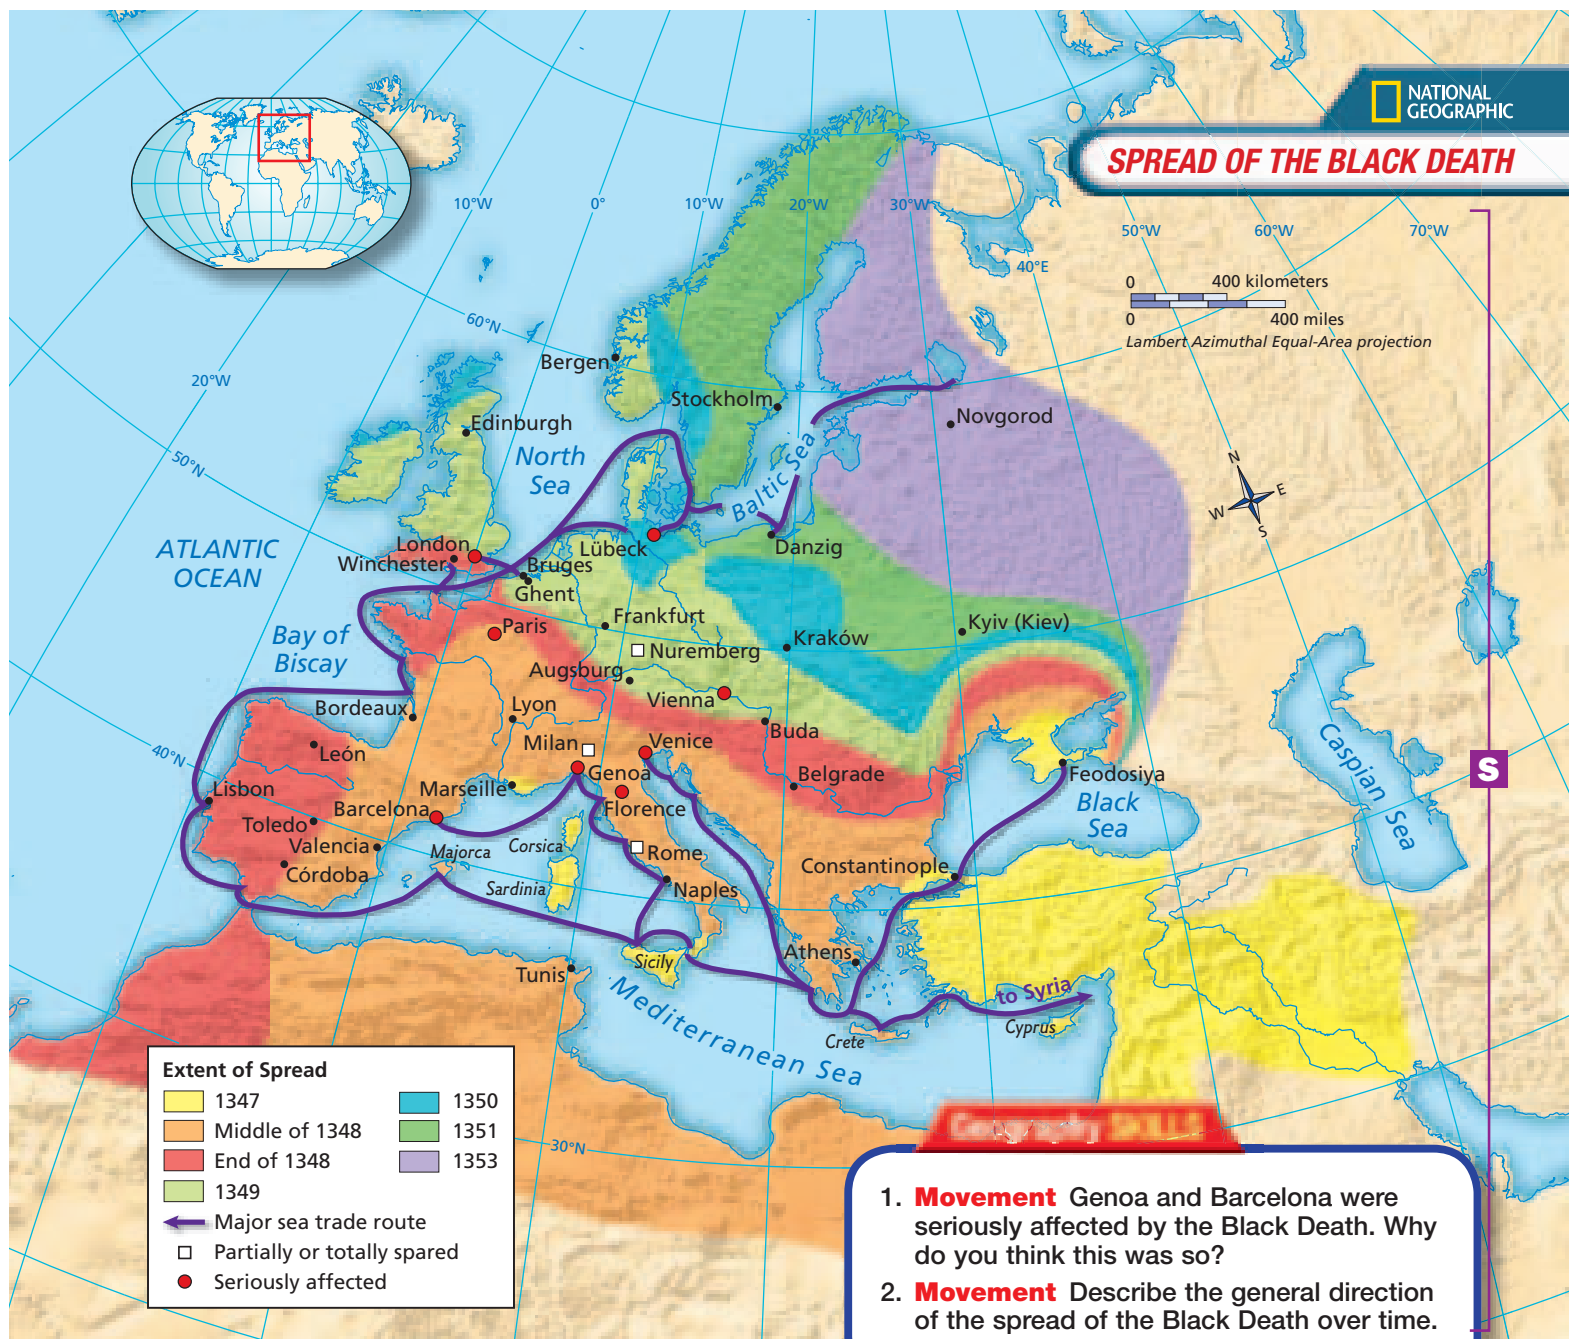 NATIONAL
GEOGRAPHIC
SPREAD OF THE BLACK DEATH
10°W
0°
10°W
20°W
30°W
50°W
60°W
70°W
40°E
0
400 kilometers
0
400 miles
Lambert Azimuthal Equal-Area projection
60°N
20°W
50°N
40°N
30°N
Bergen
Stockholm
Novgorod
Edinburgh
North
Sea
Baltic Sea
N
E
W
S
ATLANTIC
OCEAN
London
Winchester
Lübeck
Danzig
Bruges
Ghent
Bay of
Biscay
Paris
Frankfurt
Kyiv (Kiev)
Kraków
Nuremberg
Augsburg
Vienna
Bordeaux
Lyon
Buda
León
Milan
Venice
Caspian Sea
Genoa
Belgrade
Feodosiya
S
Lisbon
Marseille
Barcelona
Florence
Black
Sea
Toledo
Valencia
Majorca
Corsica
Rome
Constantinople
Córdoba
Sardinia
Naples
Athens
Sicily
Tunis
to Syria
Mediterranean Sea
Crete
Cyprus
Extent of Spread
1347
Middle of 1348
End of 1348
1349
1350
1351
1353
Major sea trade route
Partially or totally spared
Seriously affected
Geography SKILLS
1. Movement Genoa and Barcelona were
seriously affected by the Black Death. Why
do you think this was so?
2. Movement Describe the general direction
of the spread of the Black Death over time.